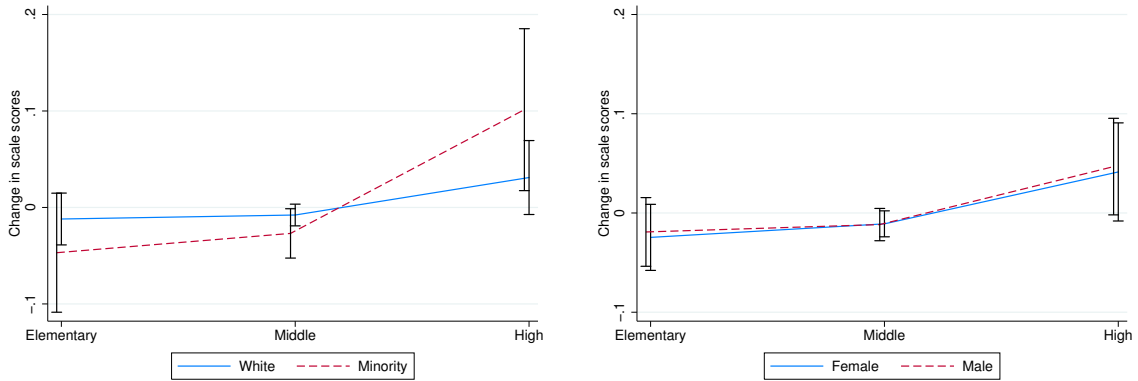 Change in scale scores
.2
.1
0
-.1
Elementary
Middle
High
White
Minority
Change in scale scores
.2
.1
0
-.1
Elementary
Middle
High
Female
Male